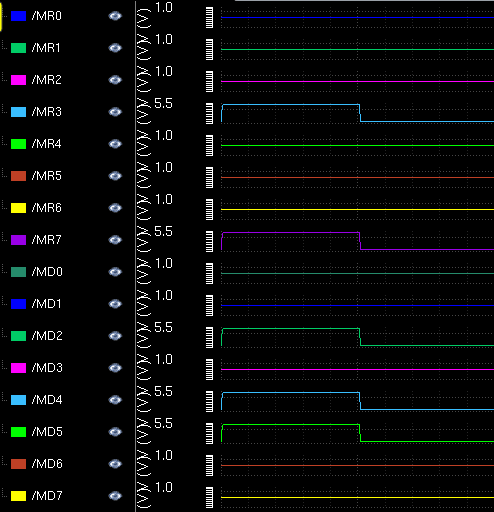 /MR0 V (V) 1.0
/MR1 V (V) 1.0
/MR2 V (V) 1.0
/MR3 V (V) 5.5
/MR4 V (V) 1.0
/MR5 V (V) 1.0
/MR6 V (V) 1.0
/MR7 V (V) 5.5
/MD0 V (V) 1.0
/MD1 V (V) 1.0
/MD2 V (V) 5.5
/MD3 V (V) 1.0
/MD4 V (V) 5.5
/MD5 V (V) 5.5
/MD6 V (V) 1.0
/MD7 V (V) 1.0